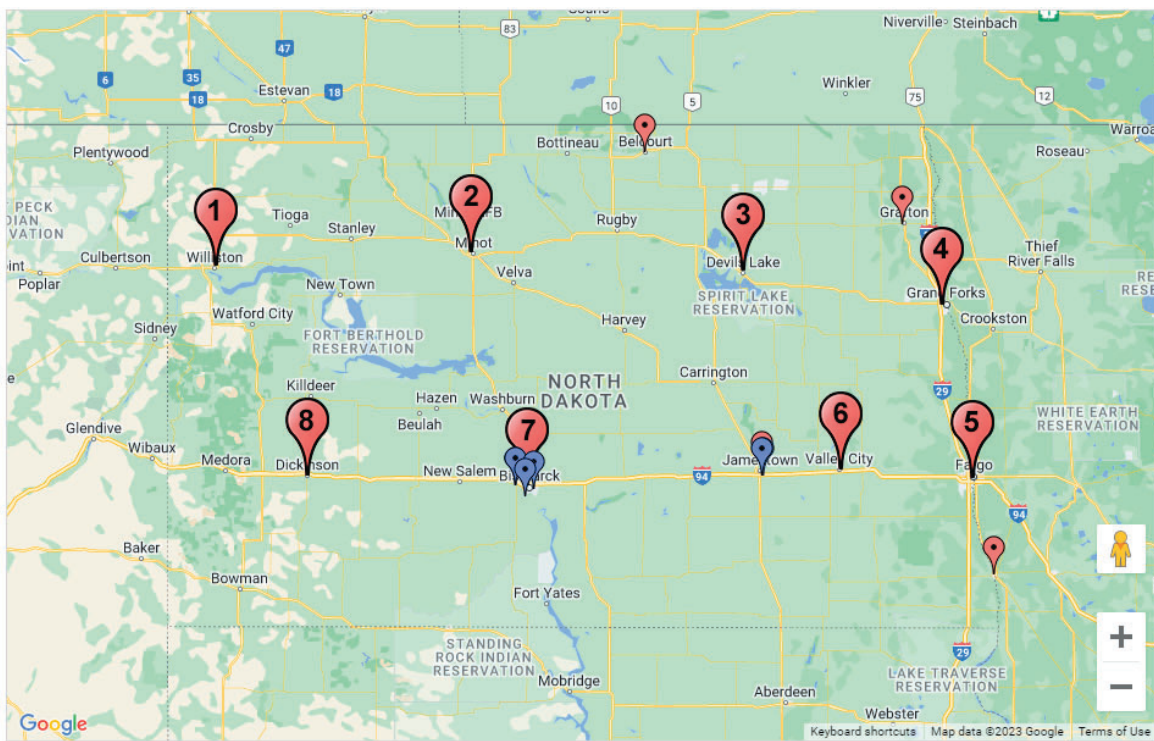 Niverville
Steinbach
1
83
47
6
35
18
18
Estevan
Winkler
75
12
10
5
Crosby
Bottineau
Belcourt
Warroa
Plentywood
Roseau
PECK
DIAN
RVATION
1
2
3
4
Tioga
Stanley
Minot
Rugby
Grafton
Thief
River Falls
Culbertson
Williston
Poplar
Velva
Devils Lake
New Town
SPIRIT LAKE
RESERVATION
Grand Forks
Crookston
Watford City
Sidney
FORT BERTHOLD
RESERVATION
Harvey
NORTH
DAKOTA
Carrington
29
Killdeer
Hazen
Washburn
Beulah
WHITE EARTH
RESERVATION
8
7
6
5
Glendive
Wibaux
Medora
Dickinson
New Salem
Bismarck
94
Jamestown
Valley City
Fargo
94
Baker
Bowman
Fort Yates
STANDING
ROCK INDIAN
RESERVATION
29
LAKE TRAVERSE
RESERVATION
Mobridge
Aberdeen
Webster
+
−
Google
Keyboard shortcuts Map data ©2023 Google Terms of Use